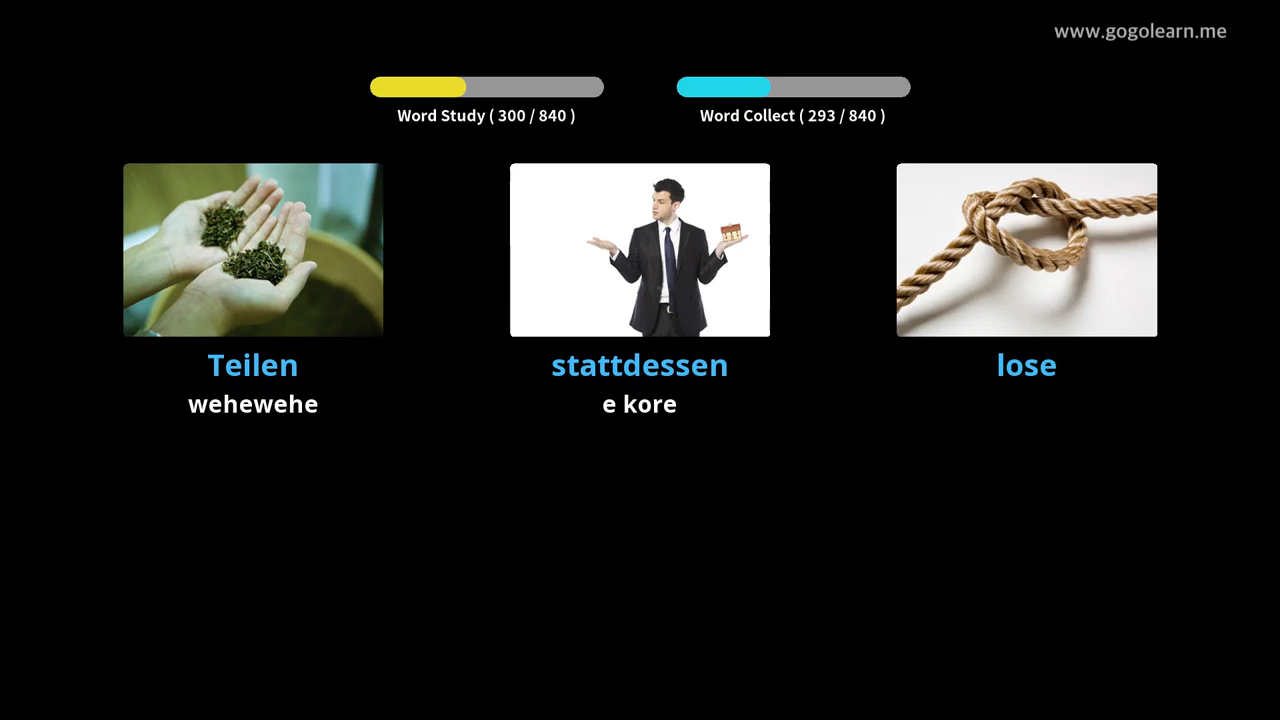 www.gogolearn.me
Word Study ( 300 / 840 )
Word Collect ( 293 / 840 )
Teilen
wehewehe
stattdessen
e kore
lose